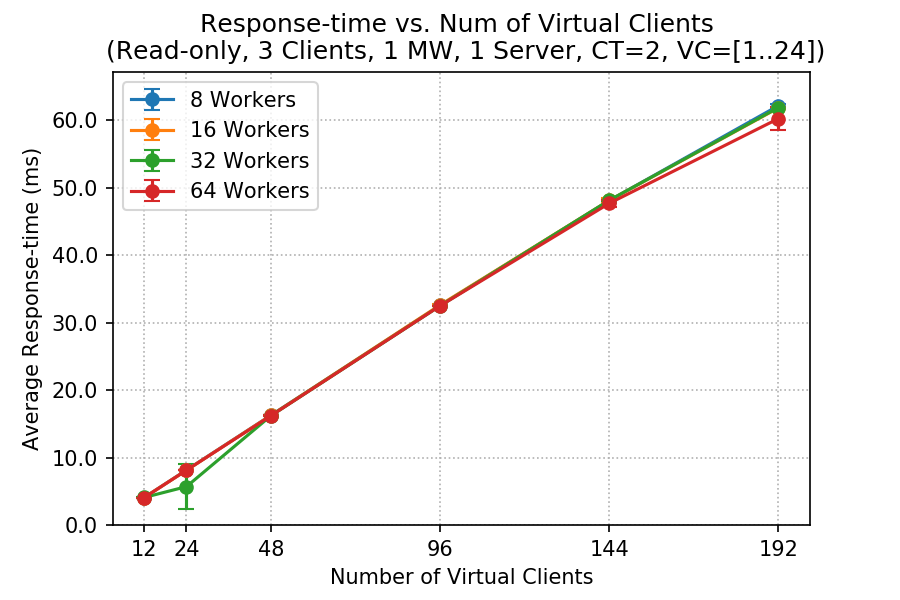 Response-time vs. Num of Virtual Clients
(Read-only, 3 Clients, 1 MW, 1 Server, CT=2, VC=[1..24])
8 Workers
16 Workers
32 Workers
64 Workers
Average Response-time (ms)
60.0
50.0
40.0
30.0
20.0
10.0
0.0
12 24 48 96 144 192
Number of Virtual Clients